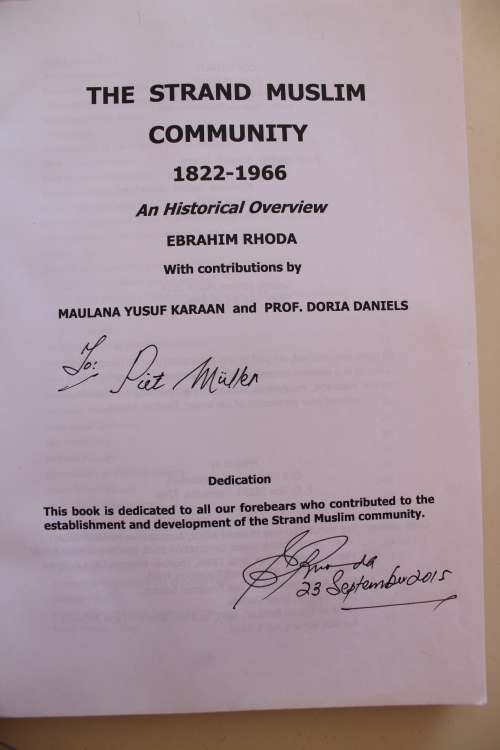 THE STRAND MUSLIM
COMMUNITY
1822-1966
An Historical Overview
EBRAHIM RHODA
With contributions by
MAULANA YUSUF KARAAN and PROF. DORIA DANIELS
To: Piet Müller
Dedication
This book is dedicated to all our forebears who contributed to the
establishment and development of the Strand Muslim community.
E Rhoda
23 September 2015